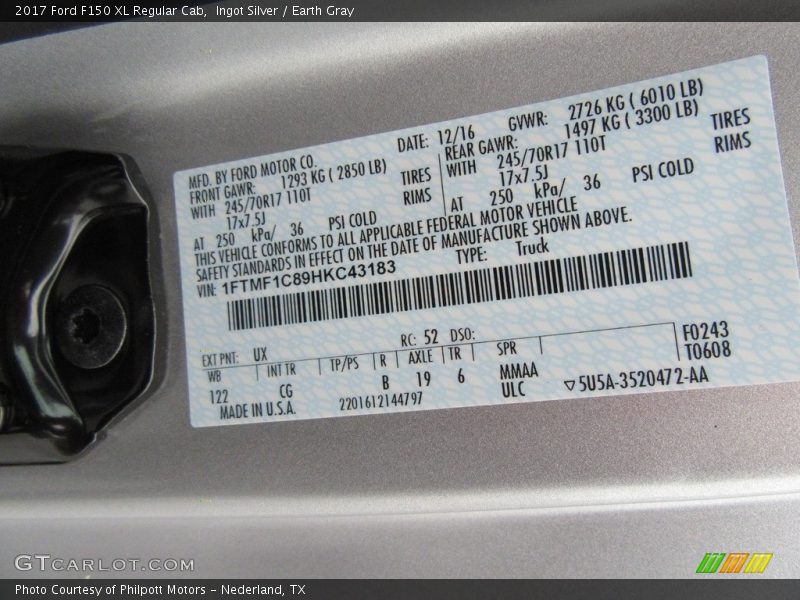 2017 Ford F150 XL Regular Cab,  Ingot Silver / Earth Gray
MFD. BY FORD MOTOR CO. DATE: 12/16 GVWR: 2726 KG ( 6010 LB)
FRONT GAWR: 1293 KG ( 2850 LB) REAR GAWR: 1497 KG ( 3300 LB)
WITH 245/70R17 110T TIRES WITH 245/70R17 110T TIRES
17x7.5J RIMS 17x7.5J RIMS
AT 250 kPa/ 36 PSI COLD AT 250 kPa/ 36 PSI COLD
THIS VEHICLE CONFORMS TO ALL APPLICABLE FEDERAL MOTOR VEHICLE
SAFETY STANDARDS IN EFFECT ON THE DATE OF MANUFACTURE SHOWN ABOVE.
VIN: 1FTMF1C89HKC43183 TYPE: Truck
EXT PNT: UX RC: 52 DSO: F0243
WB INT TR TP/PS R AXLE TR SPR T0608
122 CG B 19 6 MMAA
MADE IN U.S.A. 2201612144797 ULC ▽5U5A-3520472-AA
GTCARLOT.COM
Photo Courtesy of Philpott Motors - Nederland, TX